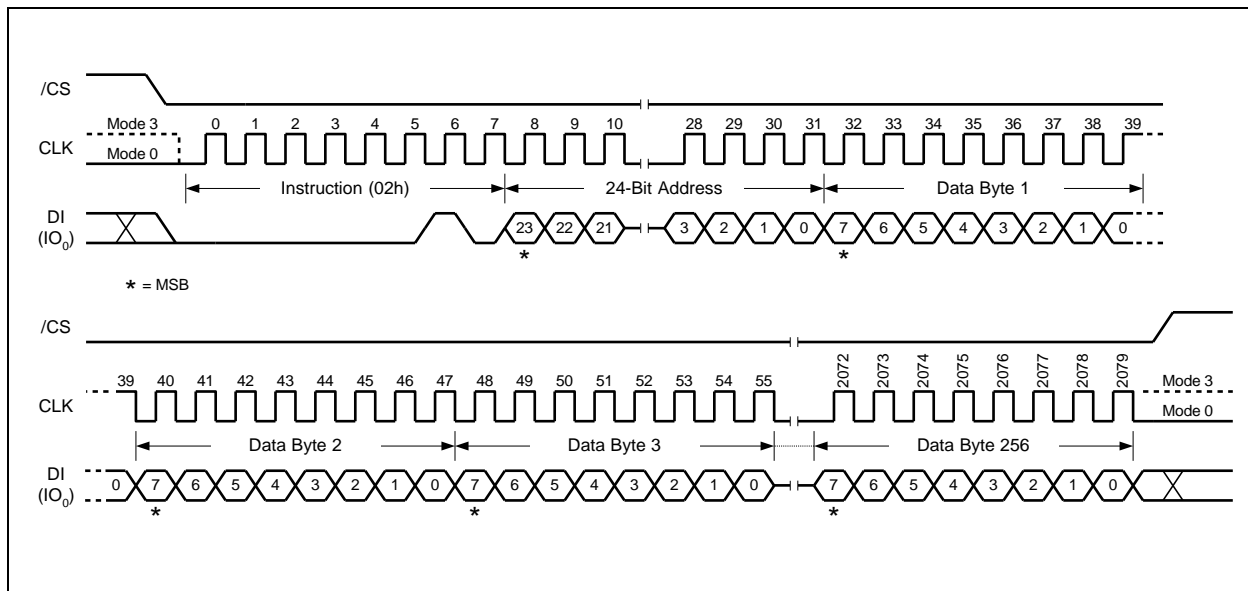 /CS
Mode 3
0 1 2 3 4 5 6 7 8 9 10 28 29 30 31 32 33 34 35 36 37 38 39
CLK
Mode 0
Instruction (02h) 24-Bit Address Data Byte 1
DI
(IO₀)
23 22 21 3 2 1 0 7 6 5 4 3 2 1 0
* *
* = MSB
/CS
39 40 41 42 43 44 45 46 47 48 49 50 51 52 53 54 55 2072 2073 2074 2075 2076 2077 2078 2079
Mode 3
CLK
Mode 0
Data Byte 2 Data Byte 3 Data Byte 256
DI
(IO₀)
0 7 6 5 4 3 2 1 0 7 6 5 4 3 2 1 0 7 6 5 4 3 2 1 0
* * *